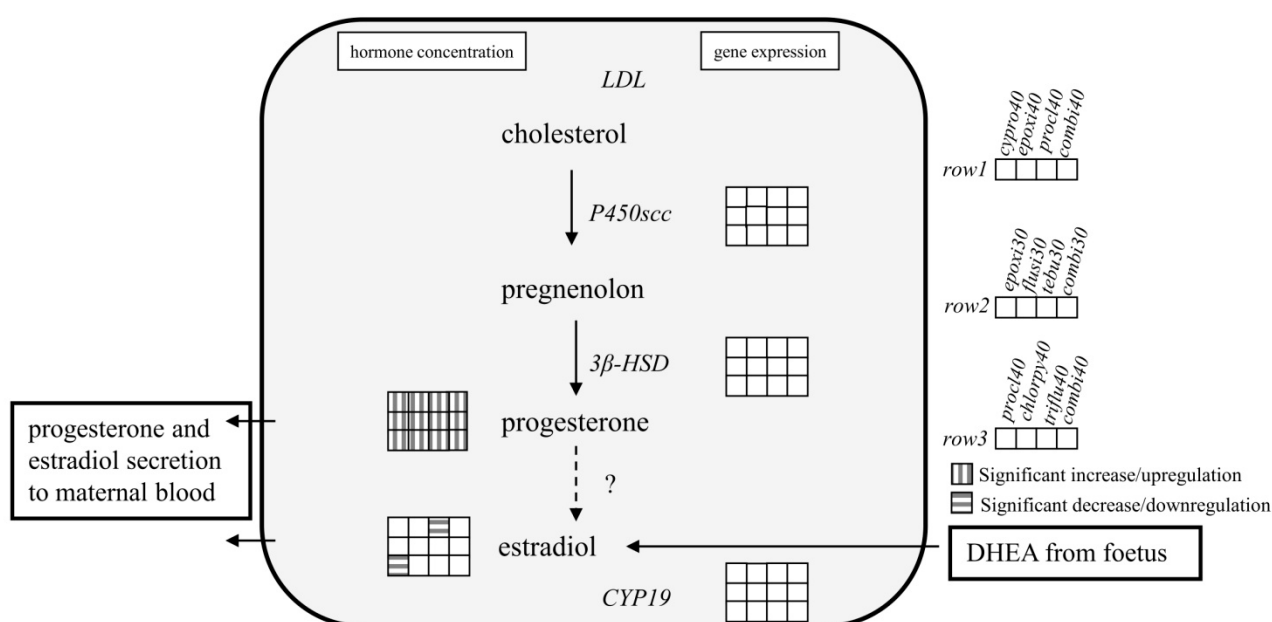 hormone concentration
gene expression
LDL
cholesterol
P450scc
pregnenolon
3β-HSD
progesterone
?
estradiol
CYP19
progesterone and
estradiol secretion
to maternal blood
cypro40
epoxi40
procl40
combi40
row1
epoxi30
flusi30
tebu30
combi30
row2
procl40
chlorpy40
triflu40
combi40
row3
Significant increase/upregulation
Significant decrease/downregulation
DHEA from foetus